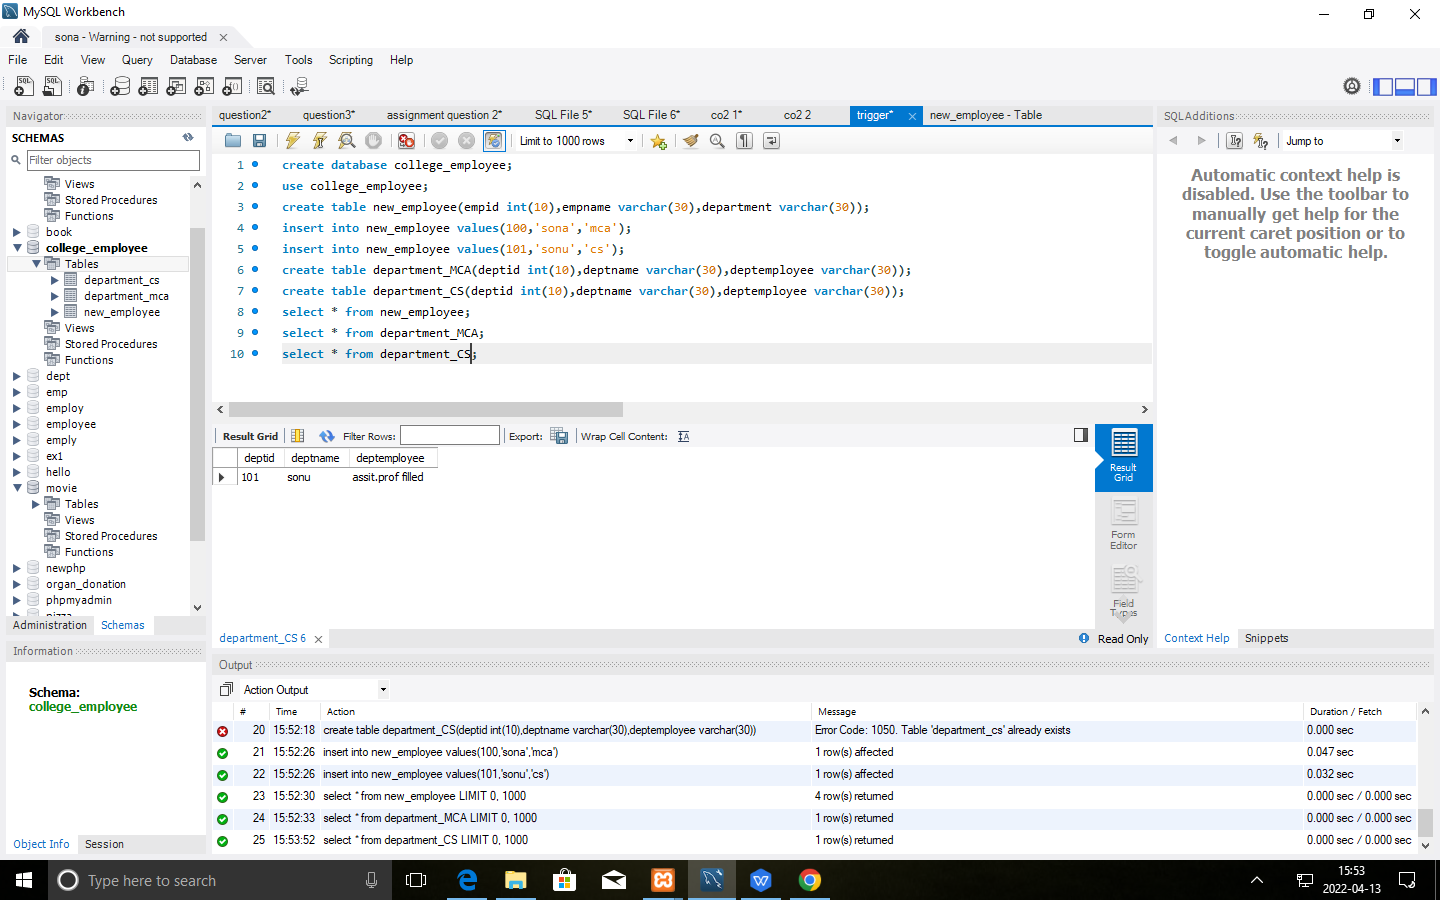 MySQL Workbench
sona - Warning - not supported
File Edit View Query Database Server Tools Scripting Help
Navigator
SCHEMAS
Filter objects
Views
Stored Procedures
Functions
book
college_employee
Tables
department_cs
department_mca
new_employee
Views
Stored Procedures
Functions
dept
emp
employ
employee
emply
ex1
hello
movie
Tables
Views
Stored Procedures
Functions
newphp
organ_donation
phpmyadmin
Administration Schemas
Information
Schema:
college_employee
Object Info Session
question2* question3* assignment question 2* SQL File 5* SQL File 6* co2 1* co2 2 trigger* new_employee - Table
Limit to 1000 rows
1 create database college_employee;
2 use college_employee;
3 create table new_employee(empid int(10),empname varchar(30),department varchar(30));
4 insert into new_employee values(100,'sona','mca');
5 insert into new_employee values(101,'sonu','cs');
6 create table department_MCA(deptid int(10),deptname varchar(30),deptemployee varchar(30));
7 create table department_CS(deptid int(10),deptname varchar(30),deptemployee varchar(30));
8 select * from new_employee;
9 select * from department_MCA;
10 select * from department_CS;
Result Grid Filter Rows: Export: Wrap Cell Content:
deptid deptname deptemployee
101 sonu assit.prof filled
Result
Grid
Form
Editor
Field
Types
department_CS 6
Read Only
SQLAdditions
Jump to
Automatic context help is
disabled. Use the toolbar to
manually get help for the
current caret position or to
toggle automatic help.
Context Help Snippets
Output
Action Output
# Time Action Message Duration / Fetch
20 15:52:18 create table department_CS(deptid int(10),deptname varchar(30),deptemployee varchar(30)) Error Code: 1050. Table 'department_cs' already exists 0.000 sec
21 15:52:26 insert into new_employee values(100,'sona','mca') 1 row(s) affected 0.047 sec
22 15:52:26 insert into new_employee values(101,'sonu','cs') 1 row(s) affected 0.032 sec
23 15:52:30 select * from new_employee LIMIT 0, 1000 4 row(s) returned 0.000 sec / 0.000 sec
24 15:52:33 select * from department_MCA LIMIT 0, 1000 1 row(s) returned 0.000 sec / 0.000 sec
25 15:53:52 select * from department_CS LIMIT 0, 1000 1 row(s) returned 0.000 sec / 0.000 sec
Type here to search
15:53
2022-04-13